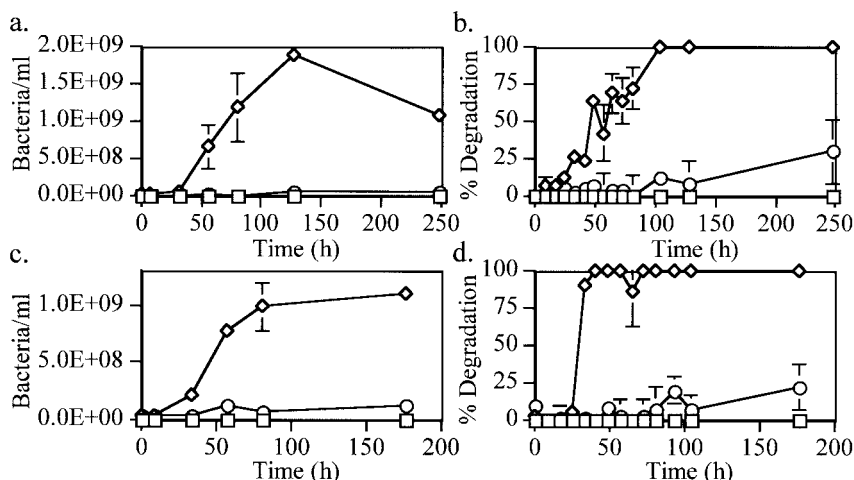 a.
Bacteria/ml
2.0E+09
1.5E+09
1.0E+09
5.0E+08
0.0E+00
0 50 100 150 200 250
Time (h)
b.
% Degradation
100
75
50
25
0
0 50 100 150 200 250
Time (h)
c.
Bacteria/ml
1.0E+09
5.0E+08
0.0E+00
0 50 100 150 200
Time (h)
d.
% Degradation
100
75
50
25
0
0 50 100 150 200
Time (h)